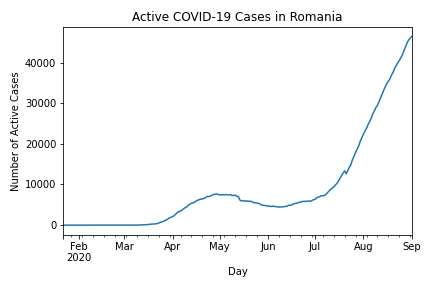 Active COVID-19 Cases in Romania
Number of Active Cases
40000
30000
20000
10000
0
Feb Mar Apr May Jun Jul Aug Sep
2020
Day